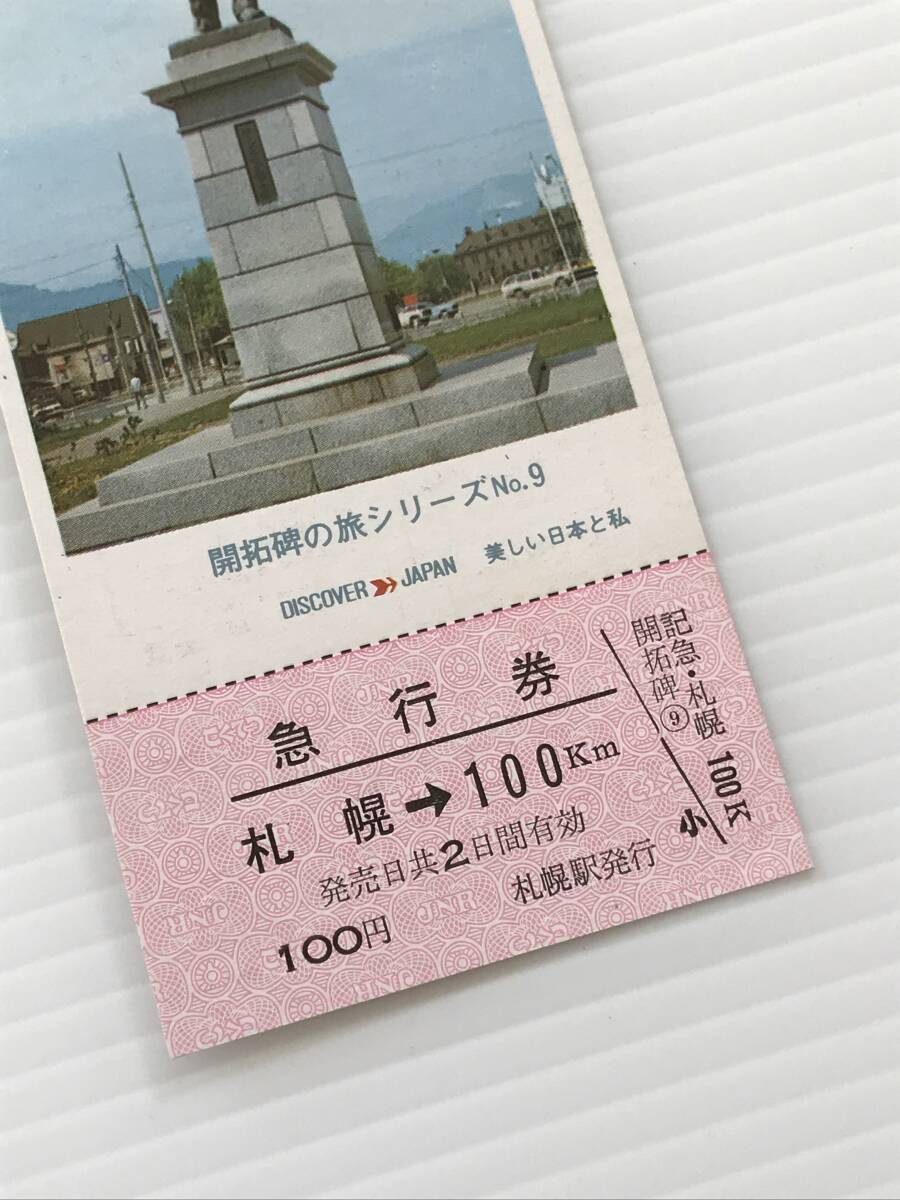 開拓碑の旅シリーズNo.9
DISCOVER JAPAN 美しい日本と私
急行券
札幌→100Km
発売日共2日間有効
100円 札幌駅発行
記急・札幌 100K
開拓碑⑨
小